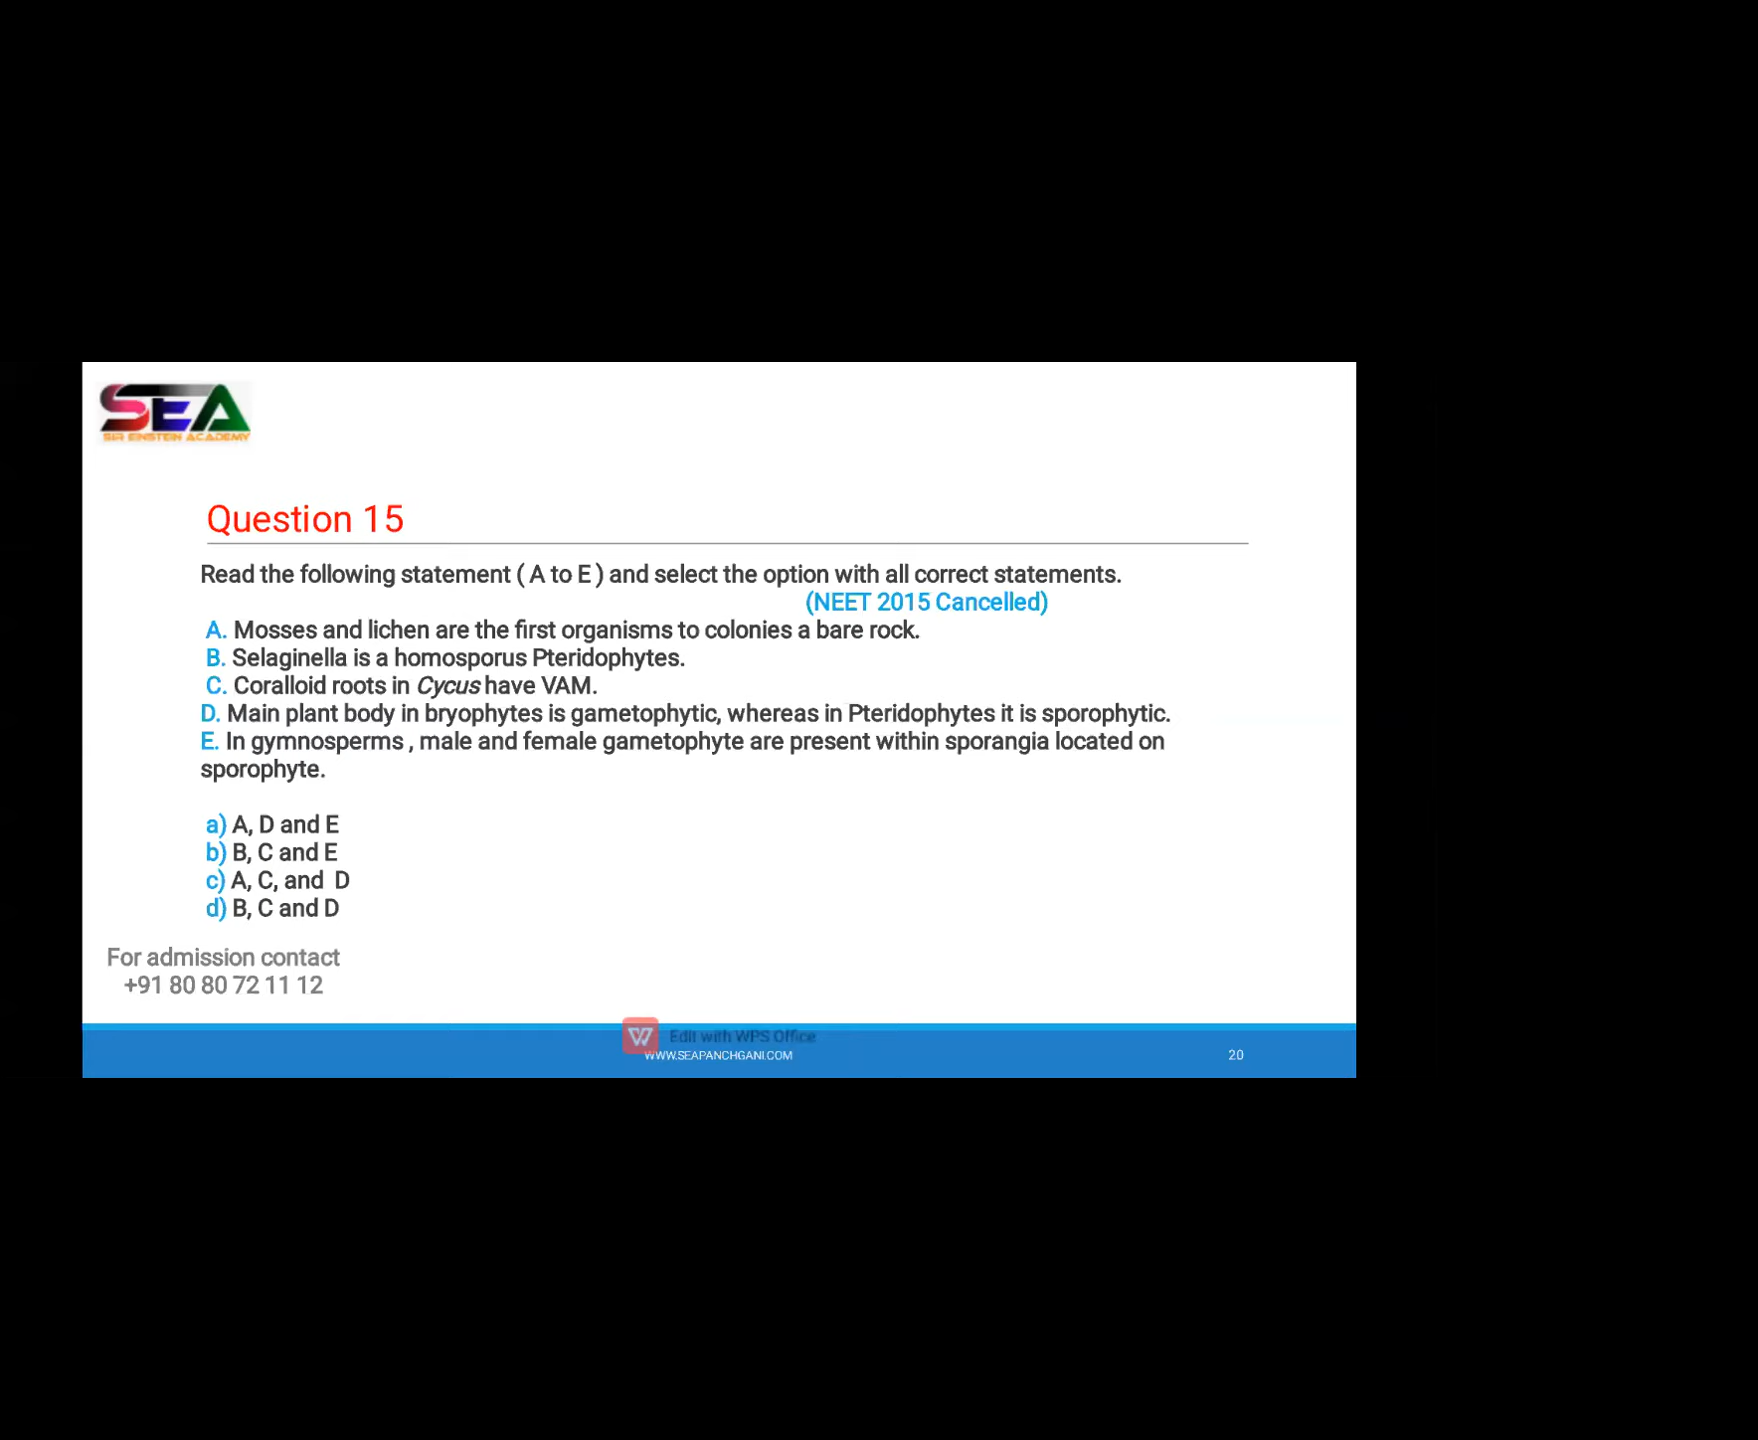 SEA
SIR EINSTEIN ACADEMY
Question 15
Read the following statement ( A to E ) and select the option with all correct statements.
(NEET 2015 Cancelled)
A. Mosses and lichen are the first organisms to colonies a bare rock.
B. Selaginella is a homosporus Pteridophytes.
C. Coralloid roots in Cycus have VAM.
D. Main plant body in bryophytes is gametophytic, whereas in Pteridophytes it is sporophytic.
E. In gymnosperms , male and female gametophyte are present within sporangia located on
sporophyte.
a) A, D and E
b) B, C and E
c) A, C, and D
d) B, C and D
For admission contact
+91 80 80 72 11 12
Edit with WPS Office
WWW.SEAPANCHGANI.COM
20